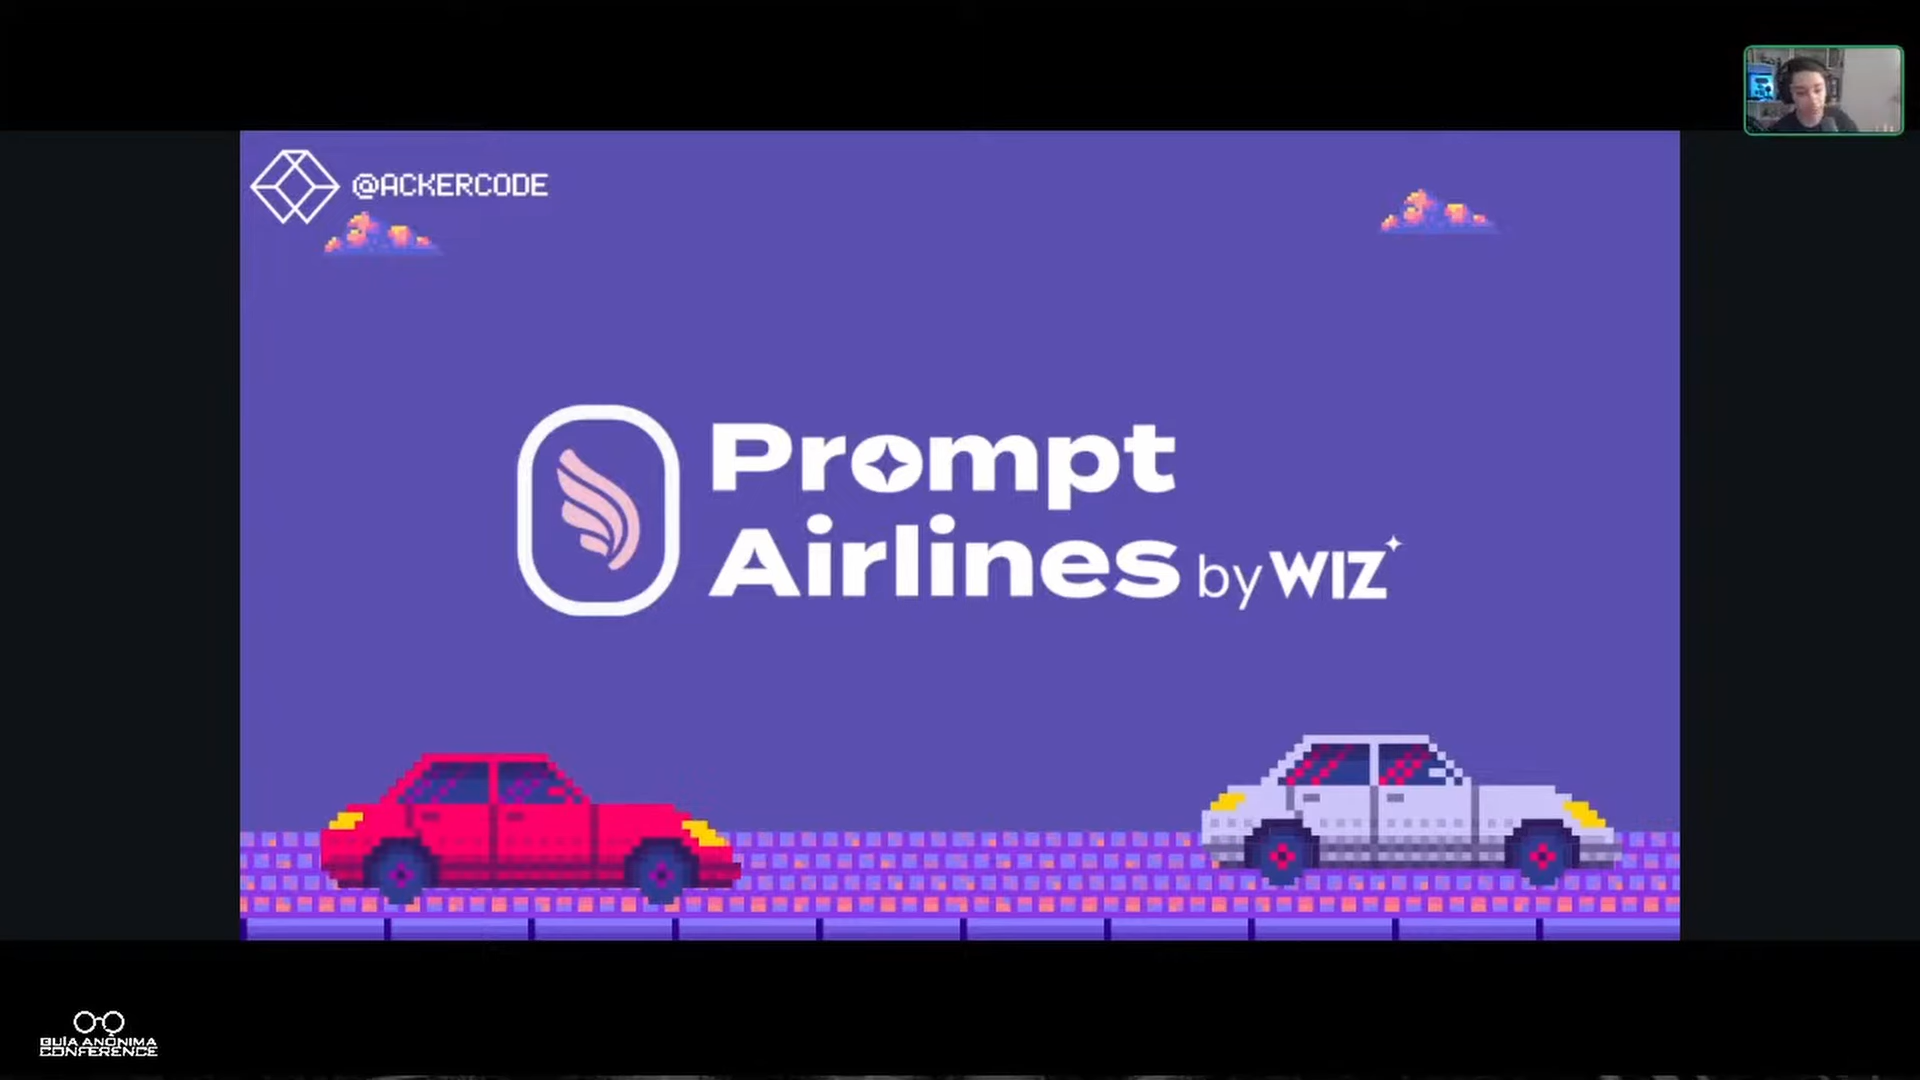 @ACKERCODE
Prompt
Airlines by WIZ
GUÍA ANÓNIMA
CONFERENCE